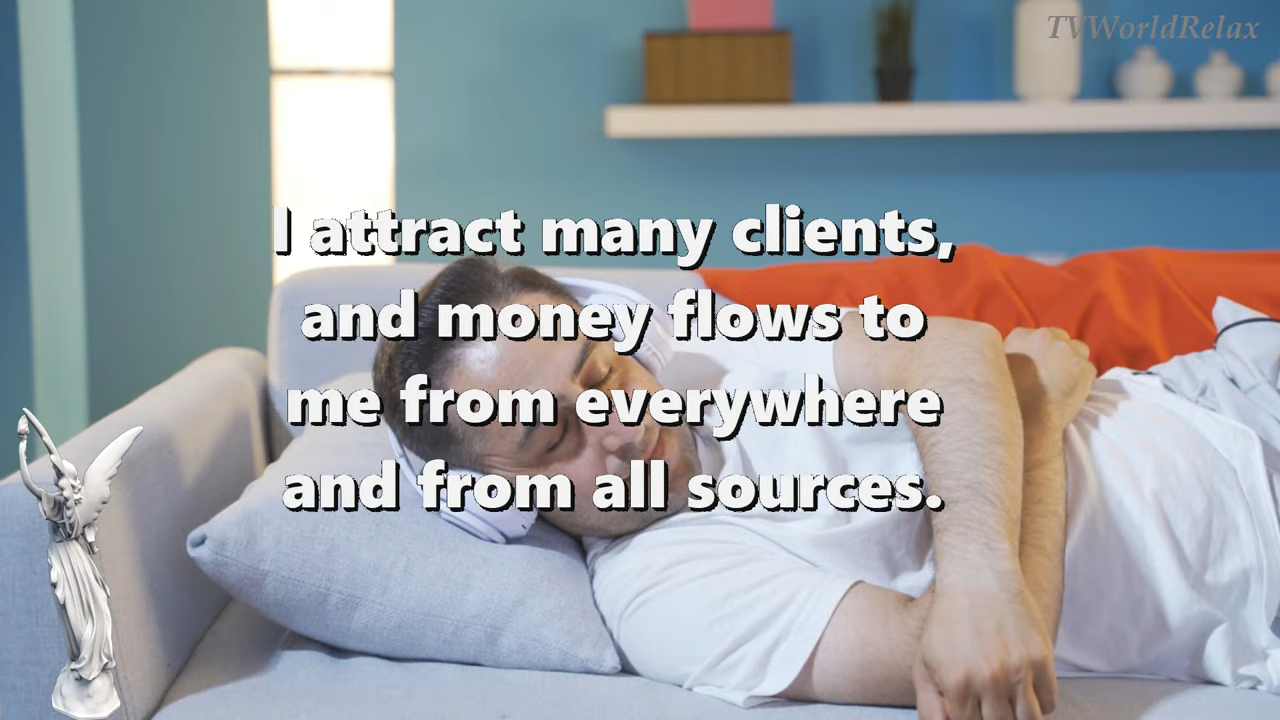 TVWorldRelax
I attract many clients,
and money flows to
me from everywhere
and from all sources.